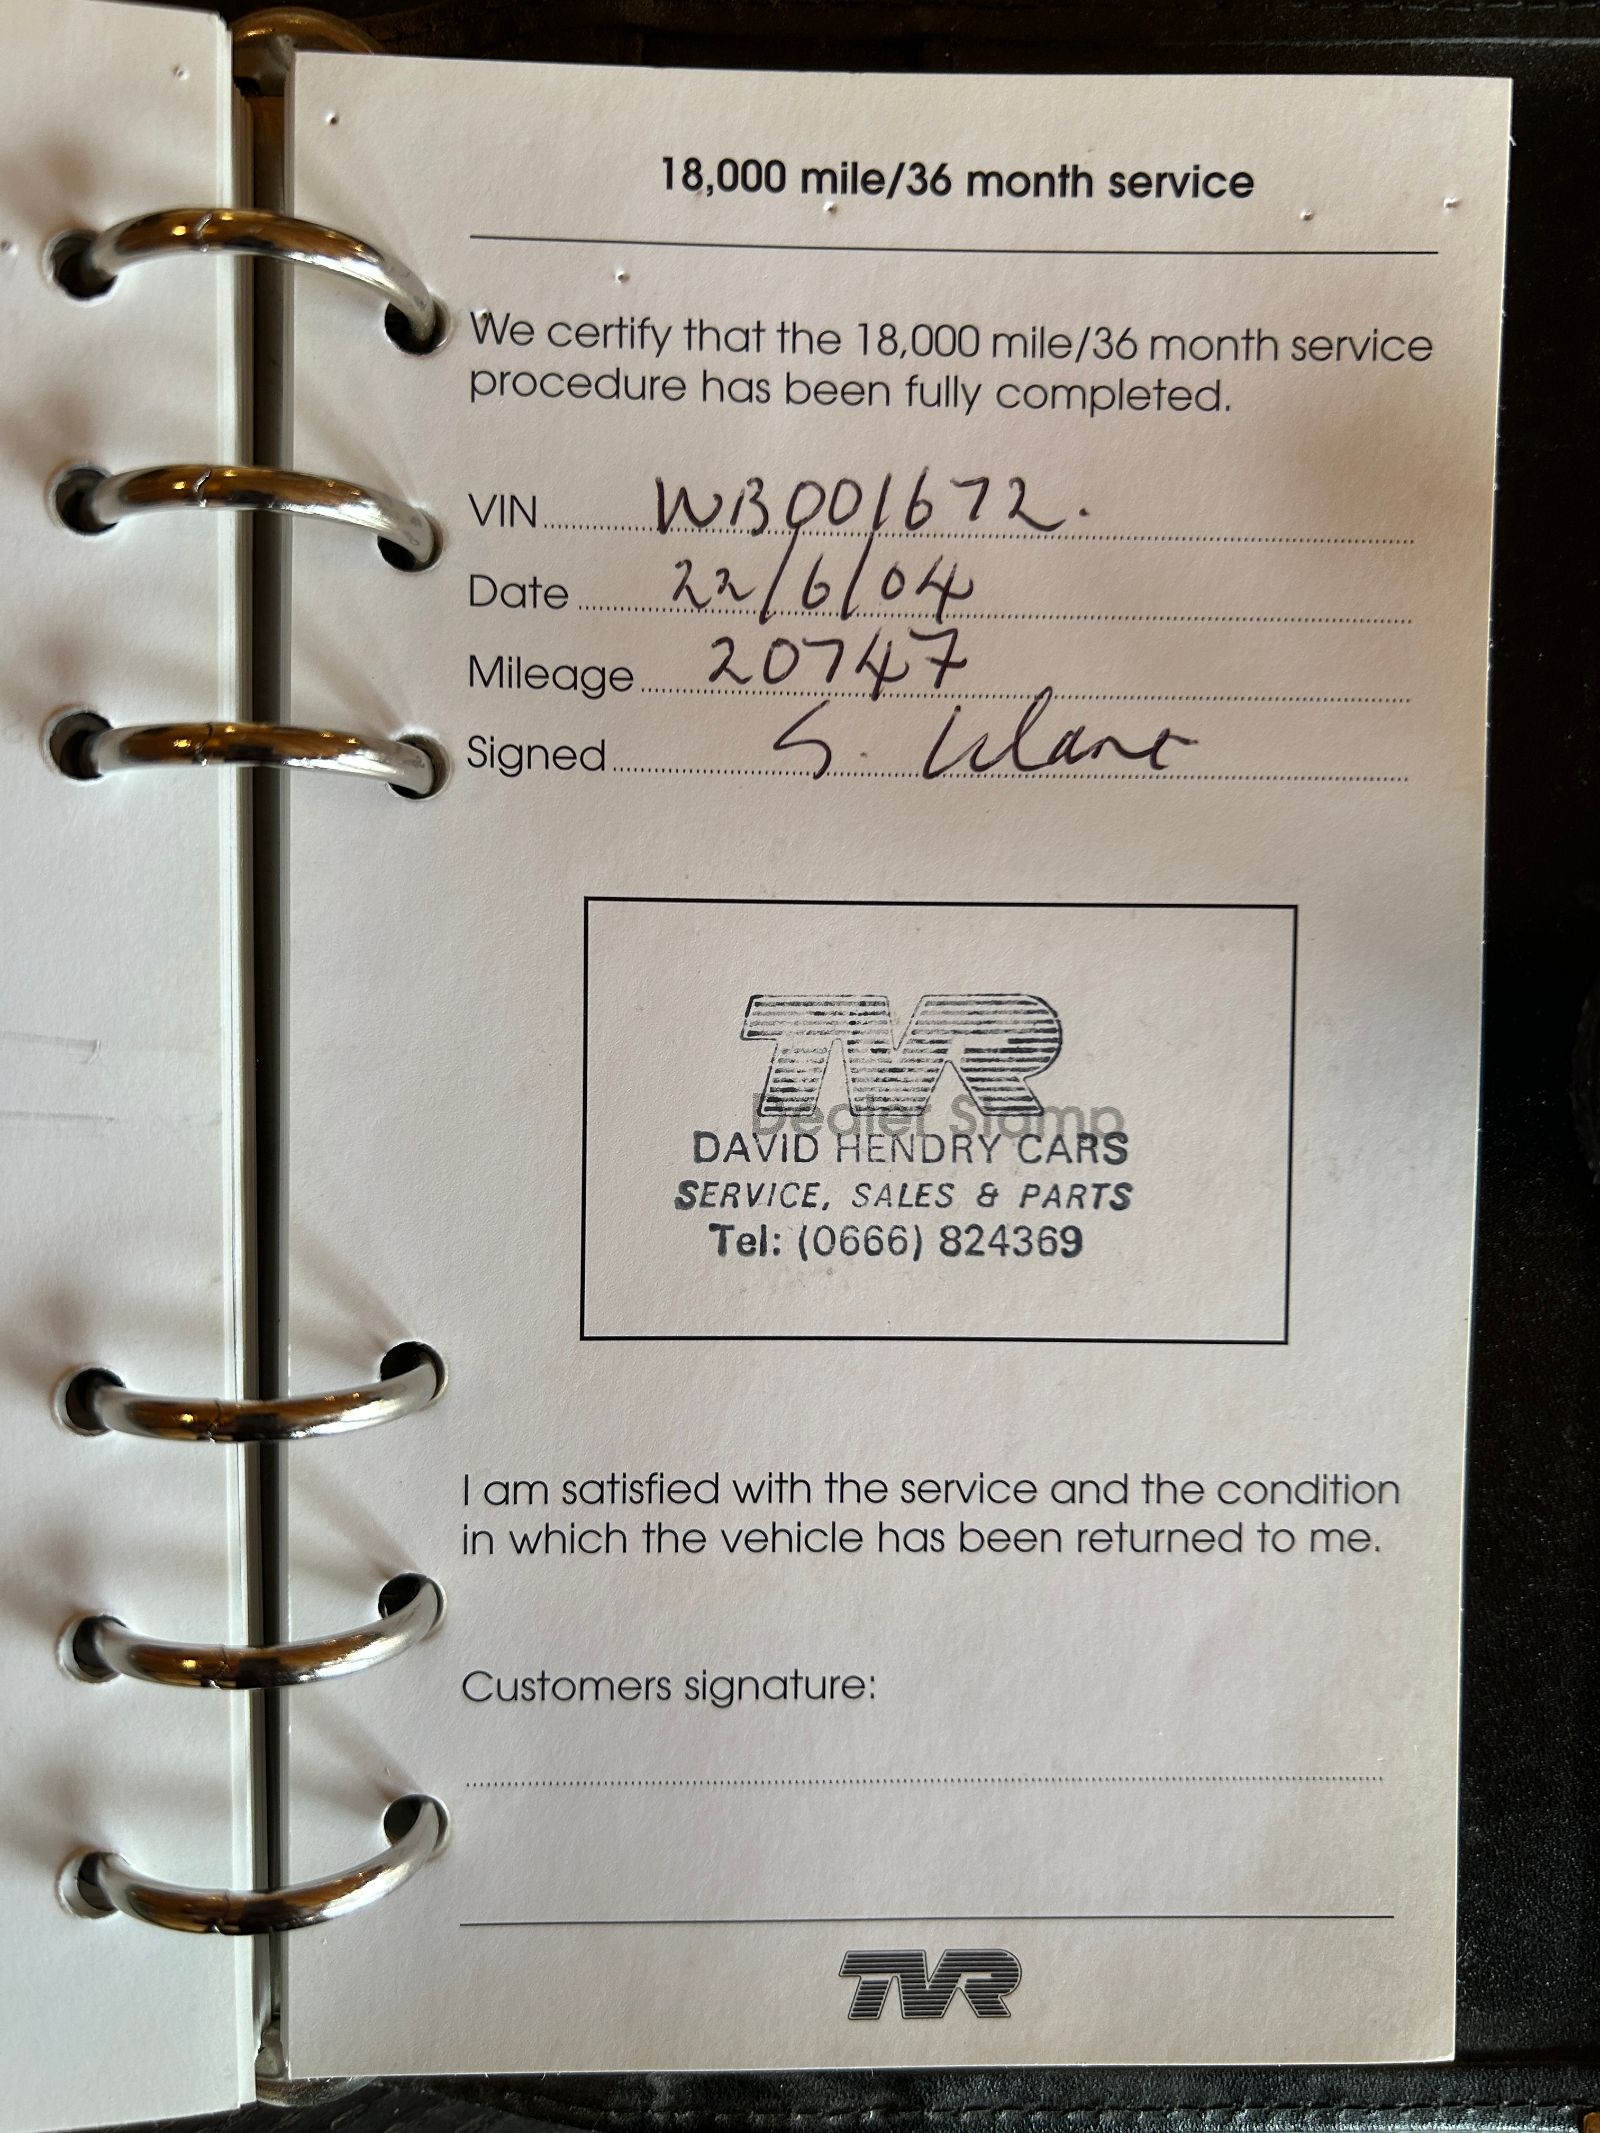 18,000 mile/36 month service
We certify that the 18,000 mile/36 month service
procedure has been fully completed.
VIN WB001672.
Date 22/6/04
Mileage 20747
Signed S.
TVR
Dealer Stamp
DAVID HENDRY CARS
SERVICE, SALES & PARTS
Tel: (0666) 824369
I am satisfied with the service and the condition
in which the vehicle has been returned to me.
Customers signature:
TVR